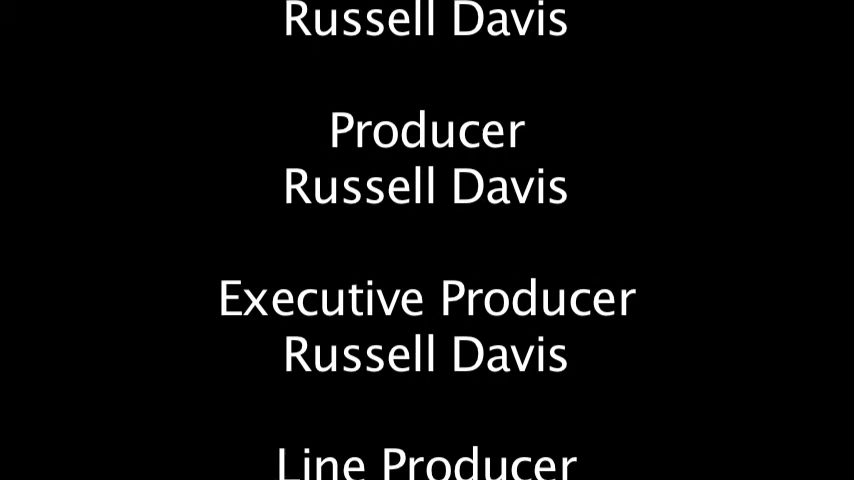 Russell Davis
Producer
Russell Davis
Executive Producer
Russell Davis
Line Producer